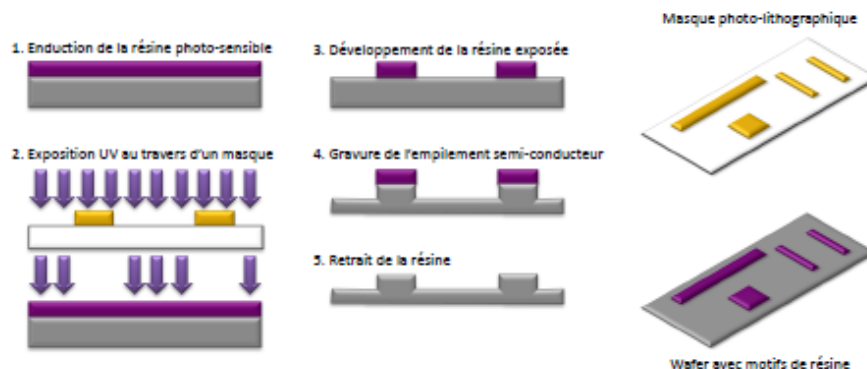 1. Enduction de la résine photo-sensible
2. Exposition UV au travers d'un masque
3. Développement de la résine exposée
4. Gravure de l'empilement semi-conducteur
5. Retrait de la résine
Masque photo-lithographique
Wafer avec motifs de résine